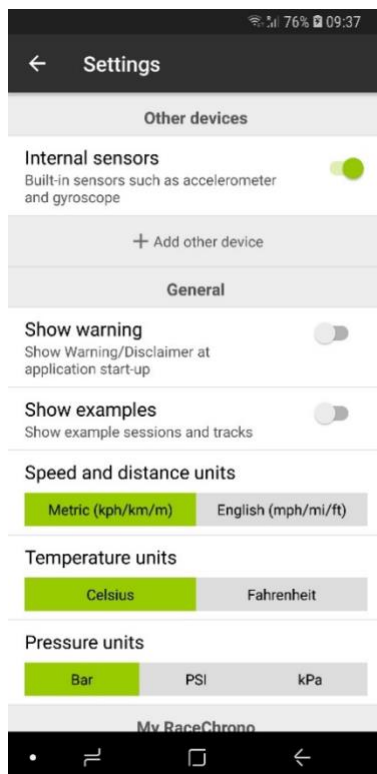 76% 09:37
Settings
Other devices
Internal sensors
Built-in sensors such as accelerometer
and gyroscope
+ Add other device
General
Show warning
Show Warning/Disclaimer at
application start-up
Show examples
Show example sessions and tracks
Speed and distance units
Metric (kph/km/m) English (mph/mi/ft)
Temperature units
Celsius Fahrenheit
Pressure units
Bar PSI kPa
My RaceChrono